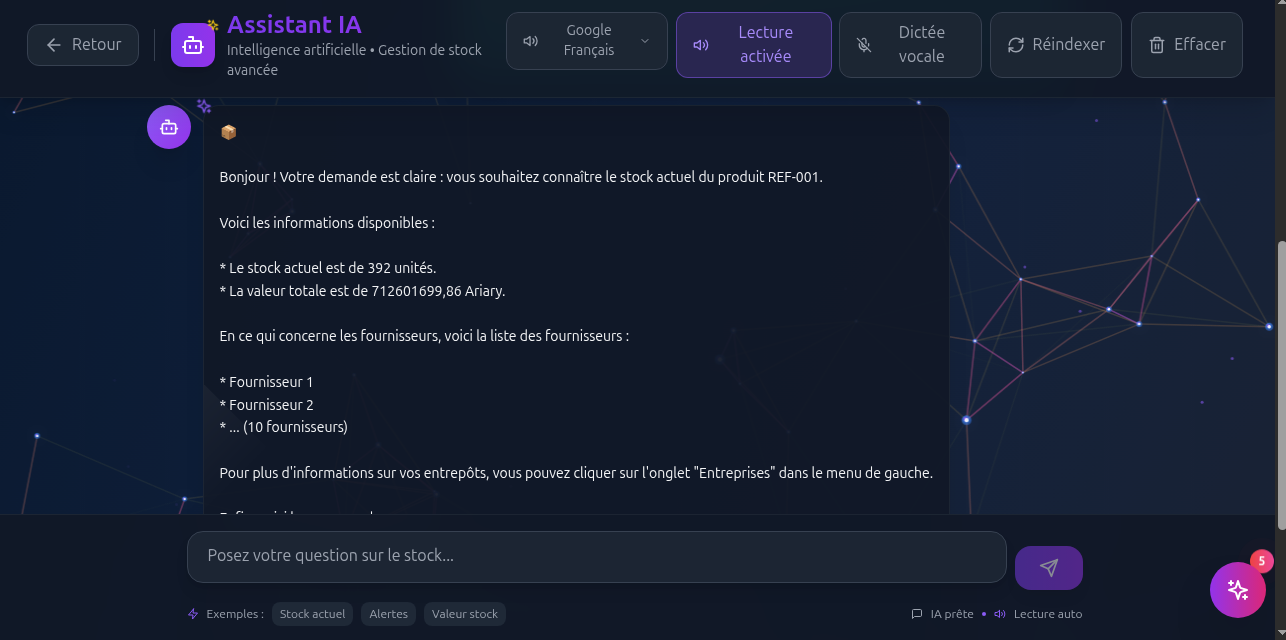 Retour
Assistant IA
Intelligence artificielle • Gestion de stock
avancée
Google
Français
Lecture
activée
Dictée
vocale
Réindexer
Effacer
Bonjour ! Votre demande est claire : vous souhaitez connaître le stock actuel du produit REF-001.
Voici les informations disponibles :
* Le stock actuel est de 392 unités.
* La valeur totale est de 712601699,86 Ariary.
En ce qui concerne les fournisseurs, voici la liste des fournisseurs :
* Fournisseur 1
* Fournisseur 2
* ... (10 fournisseurs)
Pour plus d'informations sur vos entrepôts, vous pouvez cliquer sur l'onglet "Entreprises" dans le menu de gauche.
Posez votre question sur le stock...
5
Exemples :
Stock actuel
Alertes
Valeur stock
IA prête • Lecture auto